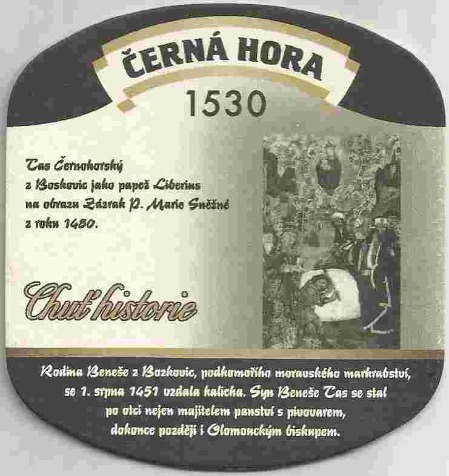 ČERNÁ HORA
1530
Tas Černohorský
z Boskovic jako papež Liberius
na obrazu Zázrak P. Marie Sněžné
z roku 1480.
Chuť historie
Rodina Beneše z Bozkovic, podkomořího moravského markrabství,
se 1. srpna 1451 vzdala kalicha. Syn Beneše Tas se stal
po otci nejen majitelem panství s pivovarem,
dokonce později i Olomouckým biskupem.